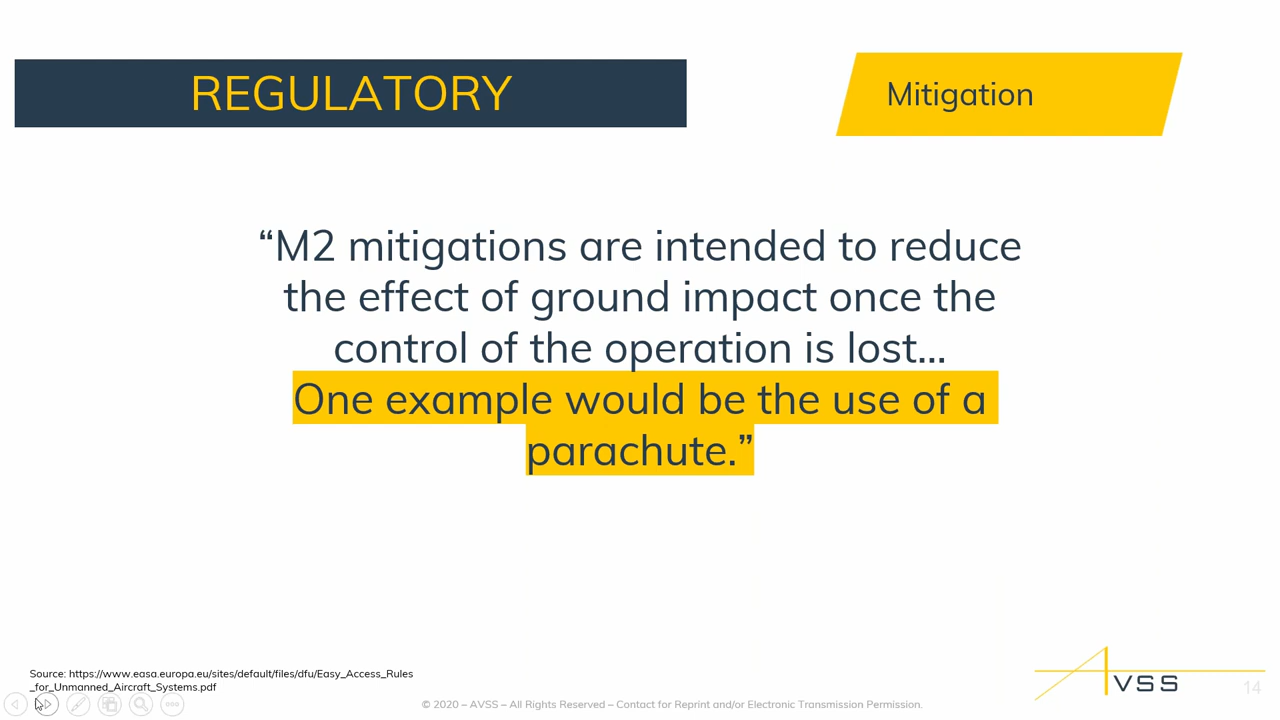 REGULATORY
Mitigation
“M2 mitigations are intended to reduce
the effect of ground impact once the
control of the operation is lost...
One example would be the use of a
parachute.”
Source: https://www.easa.europa.eu/sites/default/files/dfu/Easy_Access_Rules
_for_Unmanned_Aircraft_Systems.pdf
© 2020 – AVSS – All Rights Reserved – Contact for Reprint and/or Electronic Transmission Permission.
AVSS
14